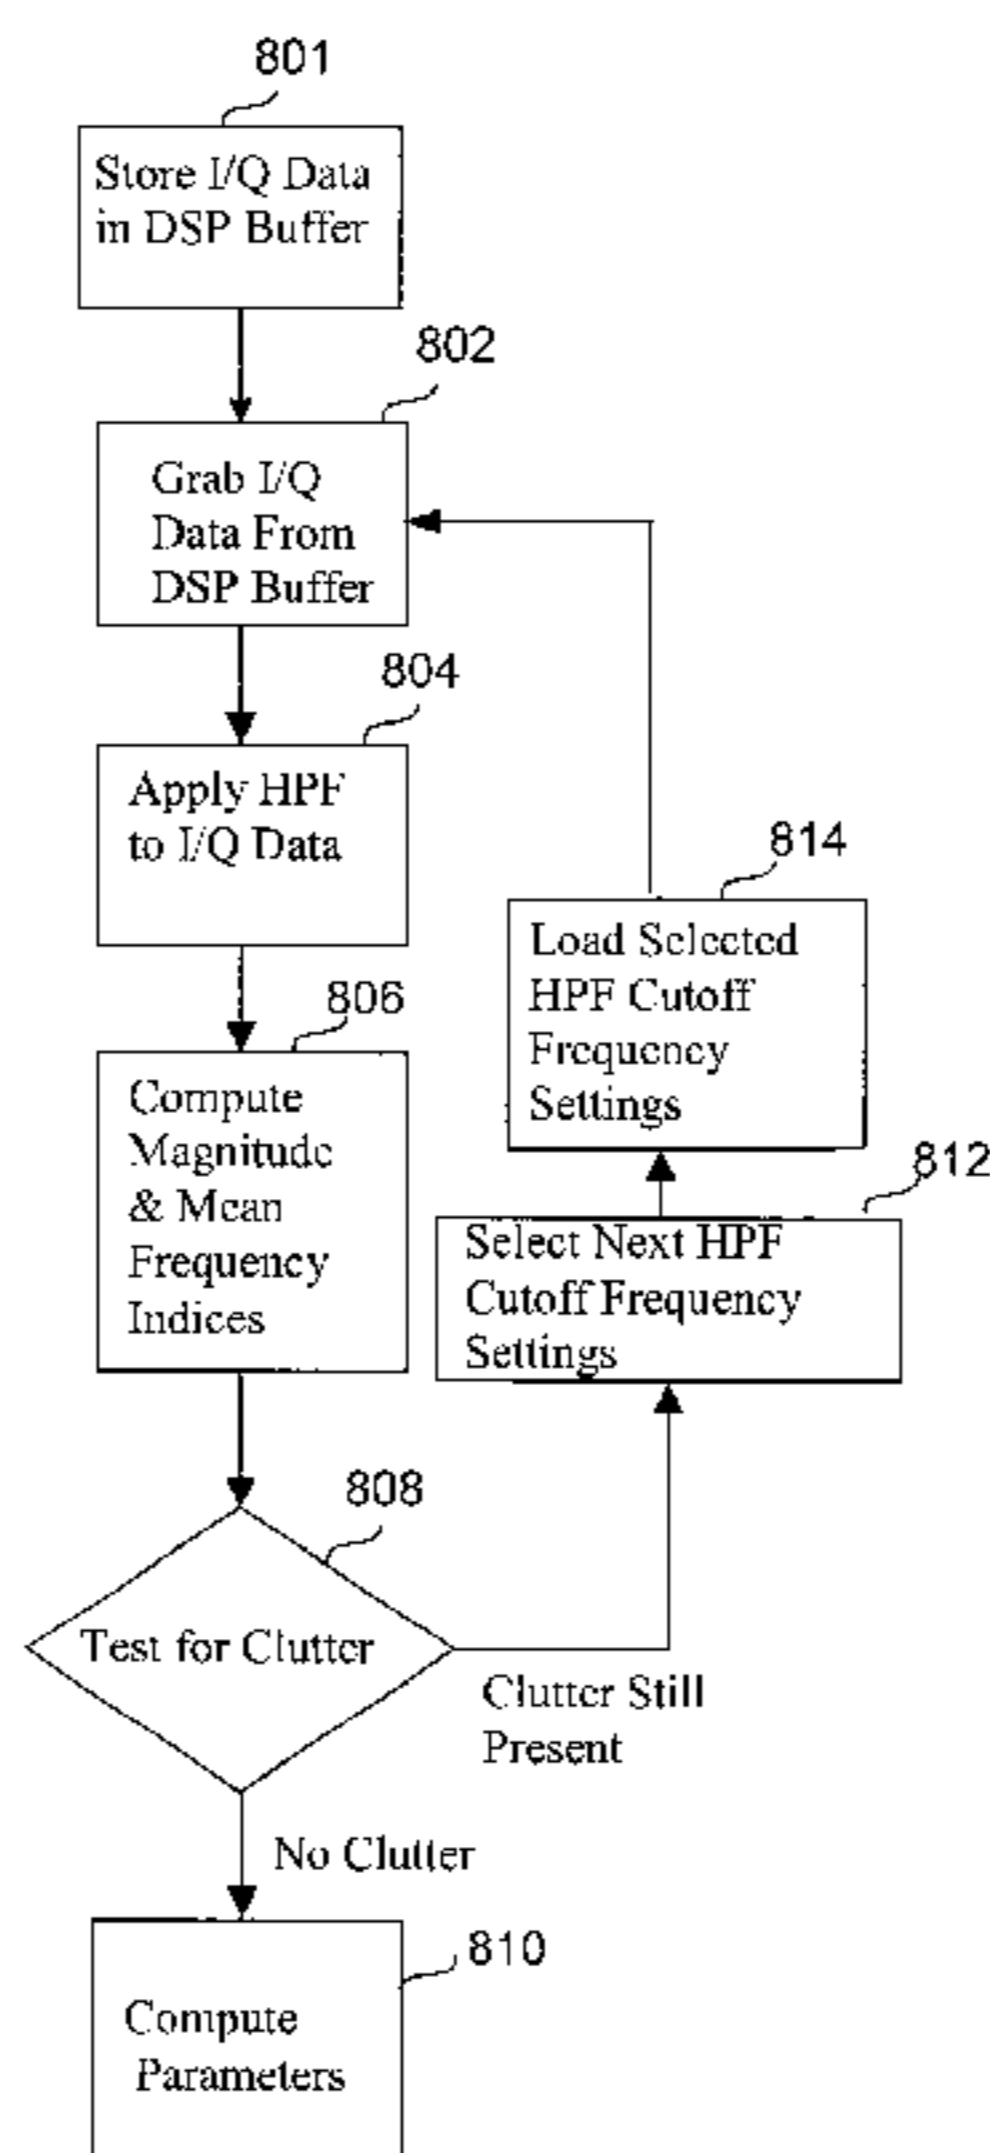 801
Store I/Q Data
in DSP Buffer
802
Grab I/Q
Data From
DSP Buffer
804
Apply HPF
to I/Q Data
806
Compute
Magnitude
& Mean
Frequency
Indices
814
Load Selected
HPF Cutoff
Frequency
Settings
812
Select Next HPF
Cutoff Frequency
Settings
808
Test for Clutter
Clutter Still
Present
No Clutter
810
Compute
Parameters